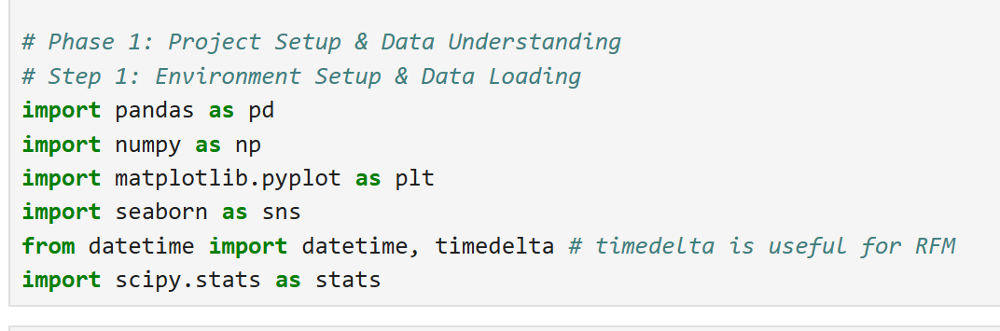 # Phase 1: Project Setup & Data Understanding
# Step 1: Environment Setup & Data Loading
import pandas as pd
import numpy as np
import matplotlib.pyplot as plt
import seaborn as sns
from datetime import datetime, timedelta # timedelta is useful for RFM
import scipy.stats as stats